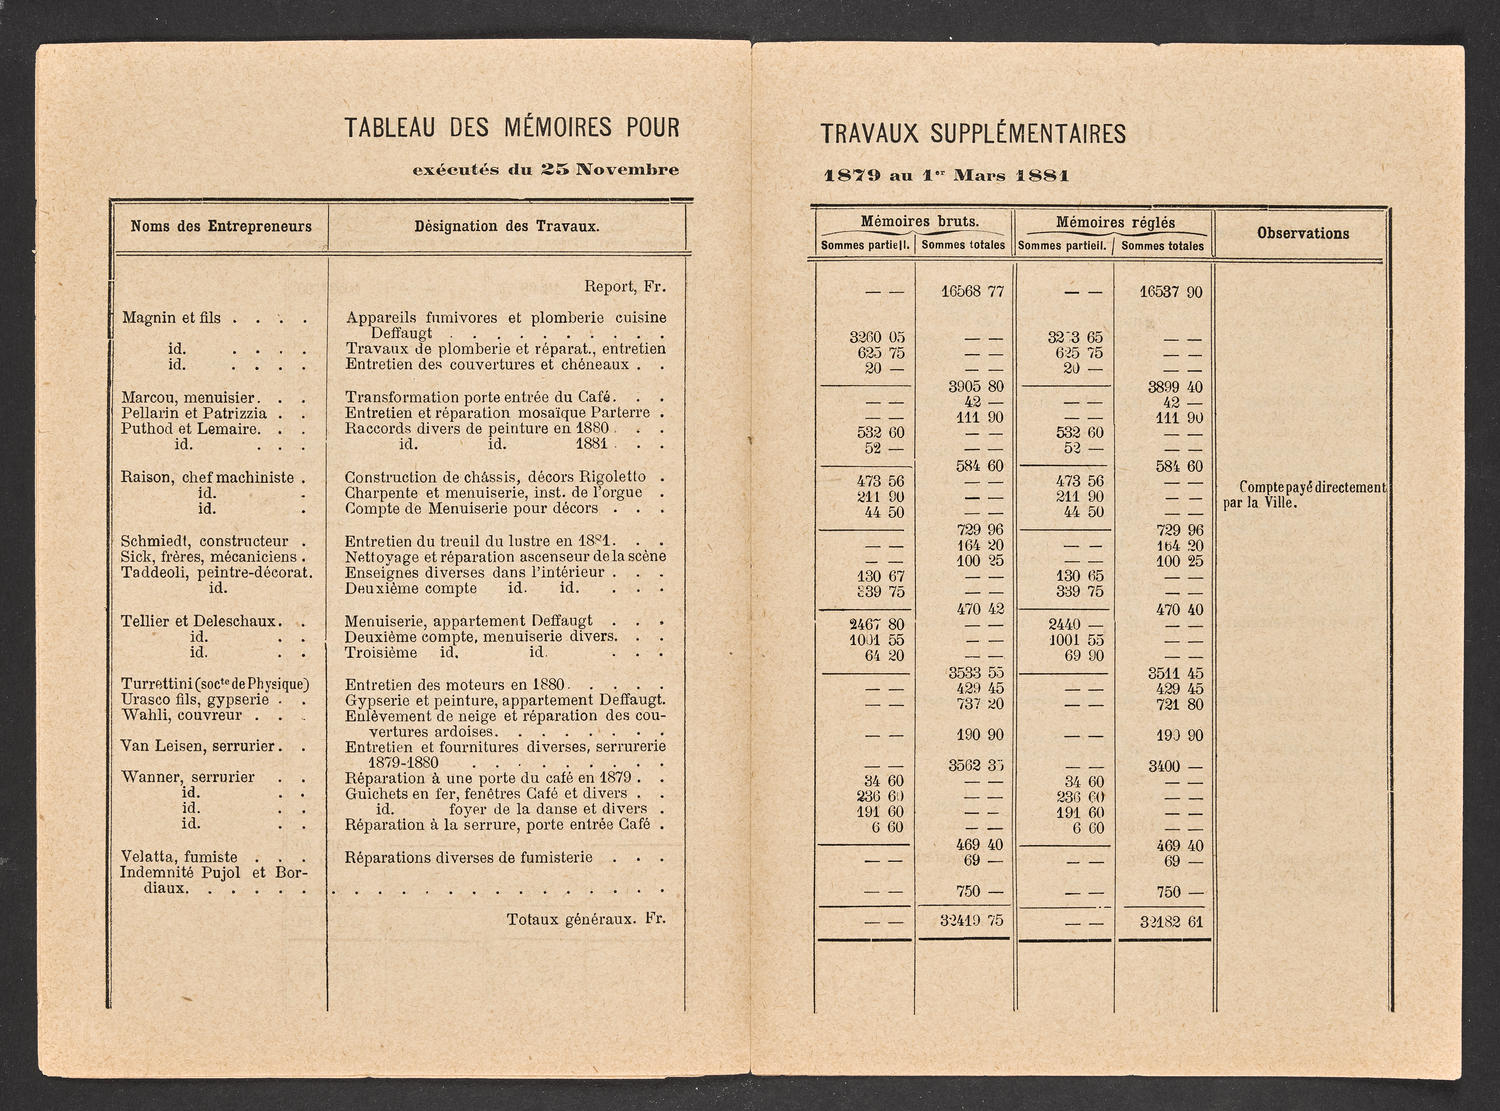 TABLEAU DES MÉMOIRES POUR
exécutés du 25 Novembre
Noms des Entrepreneurs Désignation des Travaux.
Report, Fr.
Magnin et fils . . . . Appareils fumivores et plomberie cuisine
Deffaugt . . . . . . . . .
id. . . . . Travaux de plomberie et réparat., entretien
id. . . . . Entretien des couvertures et chéneaux . .
Marcou, menuisier. . . Transformation porte entrée du Café. . .
Pellarin et Patrizzia . . Entretien et réparation mosaïque Parterre .
Puthod et Lemaire. . . Raccords divers de peinture en 1880 . . .
id. . . . id. id. 1881 . . .
Raison, chef machiniste . Construction de châssis, décors Rigoletto .
id. . Charpente et menuiserie, inst. de l'orgue .
id. . Compte de Menuiserie pour décors . . .
Schmiedt, constructeur . Entretien du treuil du lustre en 1881. . .
Sick, frères, mécaniciens . Nettoyage et réparation ascenseur de la scène
Taddeoli, peintre-décorat. Enseignes diverses dans l'intérieur . . .
id. Deuxième compte id. id. . . .
Tellier et Deleschaux. . Menuiserie, appartement Deffaugt . . .
id. . . Deuxième compte, menuiserie divers. . .
id. . . Troisième id. id. . . .
Turrettini (socte de Physique) Entretien des moteurs en 1880. . . . .
Urasco fils, gypserie . . Gypserie et peinture, appartement Deffaugt.
Wahli, couvreur . . . Enlèvement de neige et réparation des cou-
vertures ardoises. . . . . . . .
Van Leisen, serrurier. . Entretien et fournitures diverses, serrurerie
1879-1880 . . . . . . . . .
Wanner, serrurier . . Réparation à une porte du café en 1879 . .
id. . . Guichets en fer, fenêtres Café et divers . .
id. . . id. foyer de la danse et divers .
id. . . Réparation à la serrure, porte entrée Café .
Velatta, fumiste . . . Réparations diverses de fumisterie . . .
Indemnité Pujol et Bor-
diaux. . . . . . . . . . . . . . . . . . . . . .
Totaux généraux. Fr.
TRAVAUX SUPPLÉMENTAIRES
1879 au 1er Mars 1881
Mémoires bruts. Mémoires réglés Observations
Sommes partiell. Sommes totales Sommes partiell. Sommes totales
— — 16568 77 — — 16537 90
3260 05 — — 32 3 65 — —
625 75 — — 625 75 — —
20 — — — 20 — — —
3905 80 3899 40
— — 42 — — — 42 —
— — 111 90 — — 111 90
532 60 — — 532 60 — —
52 — — — 52 — — —
584 60 584 60
473 56 — — 473 56 — — Compte payé directement
211 90 — — 211 90 — — par la Ville.
44 50 — — 44 50 — —
729 96 729 96
— — 164 20 — — 164 20
— — 100 25 — — 100 25
130 67 — — 130 65 — —
339 75 — — 339 75 — —
470 42 470 40
2467 80 — — 2440 — — —
1001 55 — — 1001 55 — —
64 20 — — 69 90 — —
3533 55 3511 45
— — 429 45 — — 429 45
— — 737 20 — — 721 80
— — 190 90 — — 190 90
— — 3562 35 — — 3400 —
34 60 — — 34 60 — —
236 60 — — 236 60 — —
191 60 — — 191 60 — —
6 60 — — 6 60 — —
469 40 469 40
— — 69 — — — 69 —
— — 750 — — — 750 —
— — 32419 75 — — 32182 61